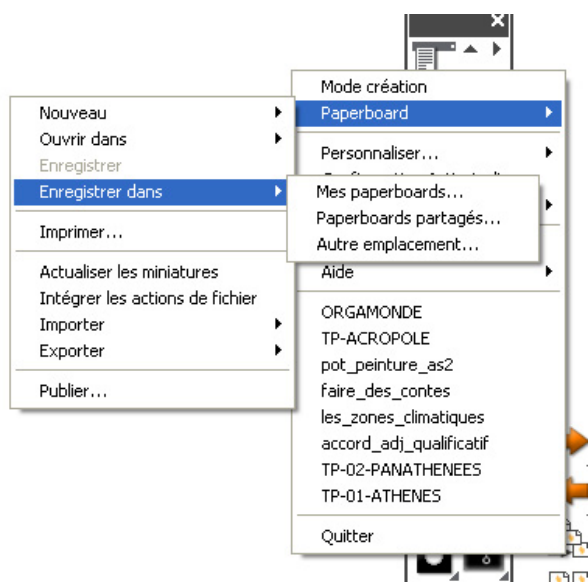 Mode création
Paperboard
Personnaliser...
Aide
ORGAMONDE
TP-ACROPOLE
pot_peinture_as2
faire_des_contes
les_zones_climatiques
accord_adj_qualificatif
TP-02-PANATHENEES
TP-01-ATHENES
Quitter
Nouveau
Ouvrir dans
Enregistrer
Enregistrer dans
Imprimer...
Actualiser les miniatures
Intégrer les actions de fichier
Importer
Exporter
Publier...
Mes paperboards...
Paperboards partagés...
Autre emplacement...